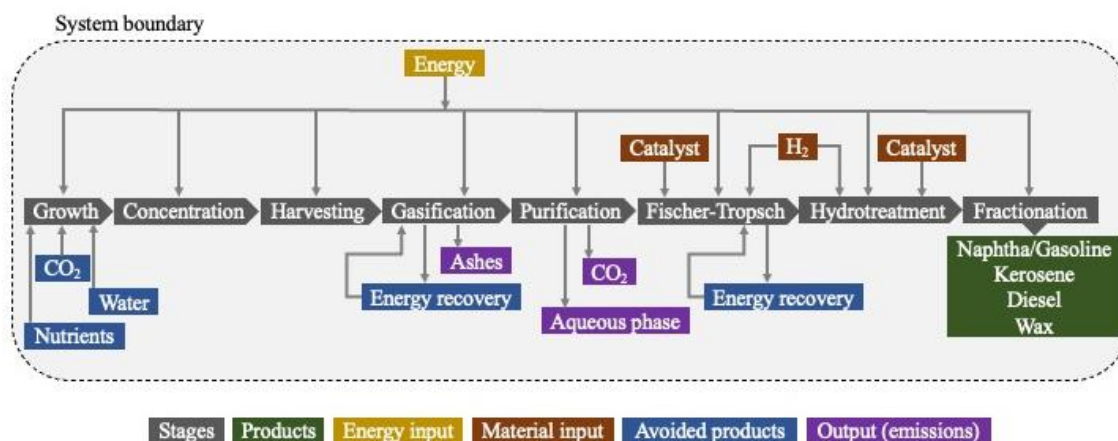 System boundary
Energy
Catalyst
H₂
Catalyst
Growth
Concentration
Harvesting
Gasification
Purification
Fischer-Tropsch
Hydrotreatment
Fractionation
CO₂
Water
Nutrients
Energy recovery
Ashes
CO₂
Aqueous phase
Energy recovery
Naphtha/Gasoline
Kerosene
Diesel
Wax
Stages
Products
Energy input
Material input
Avoided products
Output (emissions)